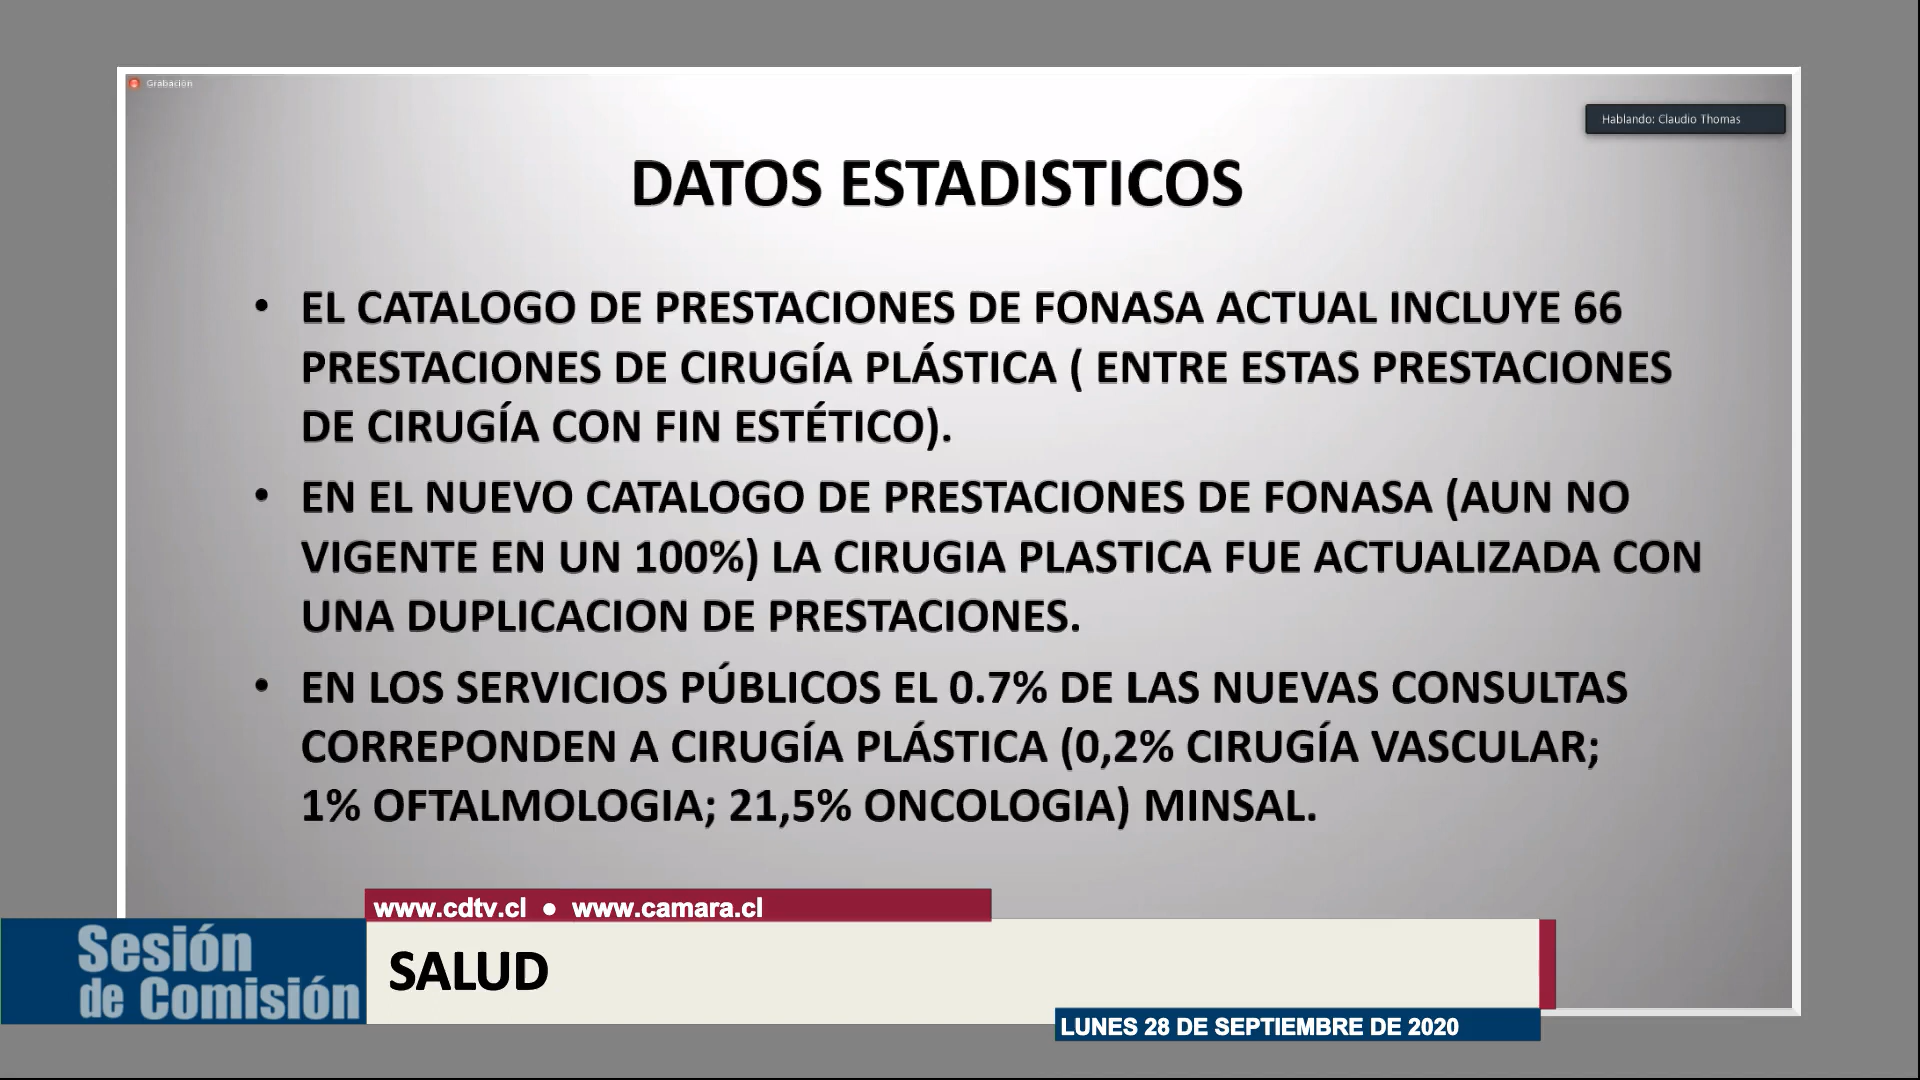 Grabación
Hablando: Claudio Thomas
DATOS ESTADISTICOS
• EL CATALOGO DE PRESTACIONES DE FONASA ACTUAL INCLUYE 66
PRESTACIONES DE CIRUGÍA PLÁSTICA ( ENTRE ESTAS PRESTACIONES
DE CIRUGÍA CON FIN ESTÉTICO).
• EN EL NUEVO CATALOGO DE PRESTACIONES DE FONASA (AUN NO
VIGENTE EN UN 100%) LA CIRUGIA PLASTICA FUE ACTUALIZADA CON
UNA DUPLICACION DE PRESTACIONES.
• EN LOS SERVICIOS PÚBLICOS EL 0.7% DE LAS NUEVAS CONSULTAS
CORREPONDEN A CIRUGÍA PLÁSTICA (0,2% CIRUGÍA VASCULAR;
1% OFTALMOLOGIA; 21,5% ONCOLOGIA) MINSAL.
www.cdtv.cl ● www.camara.cl
Sesión
de Comisión
SALUD
LUNES 28 DE SEPTIEMBRE DE 2020